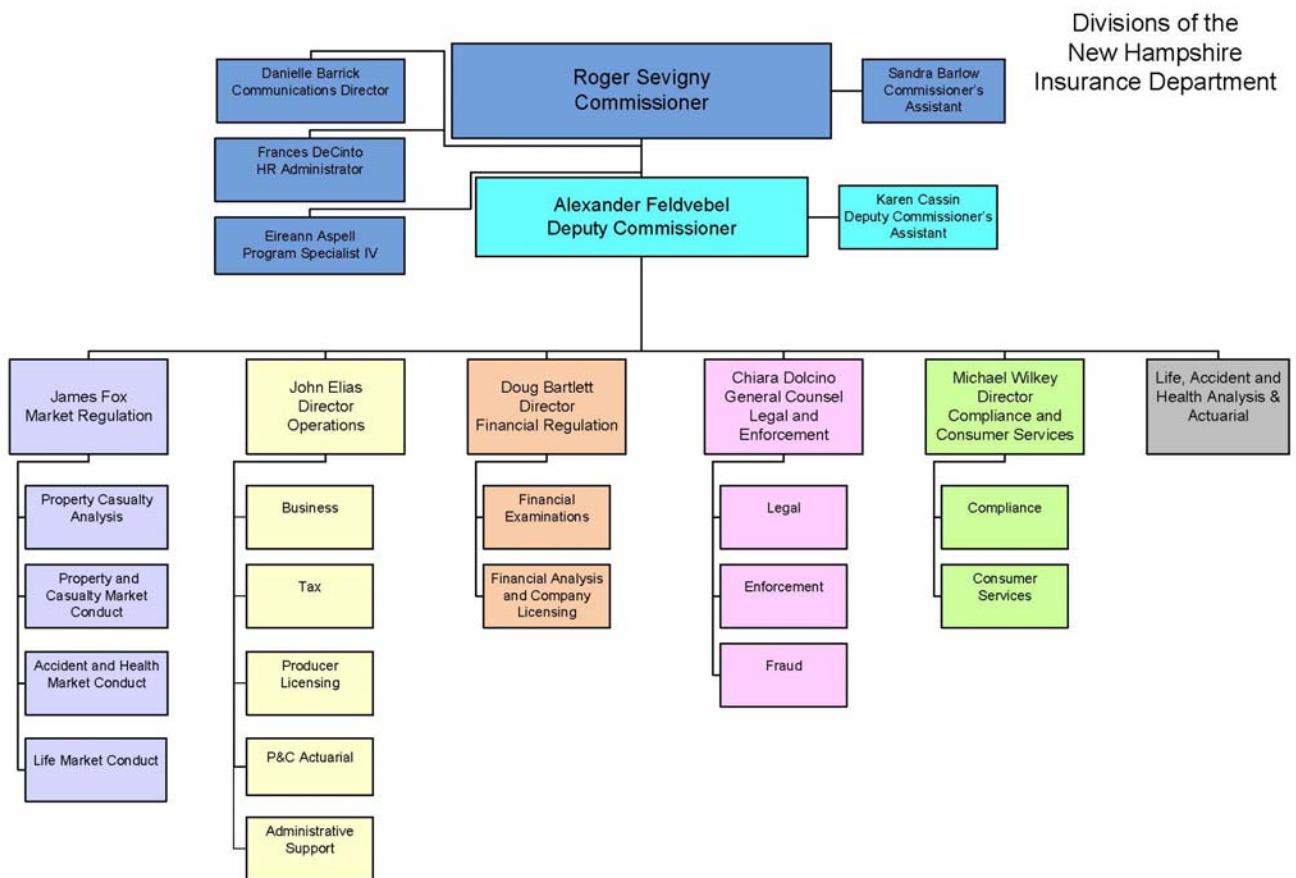 Divisions of the
New Hampshire
Insurance Department
Danielle Barrick
Communications Director
Roger Sevigny
Commissioner
Sandra Barlow
Commissioner's
Assistant
Frances DeCinto
HR Administrator
Alexander Feldvebel
Deputy Commissioner
Karen Cassin
Deputy Commissioner's
Assistant
Eireann Aspell
Program Specialist IV
James Fox
Market Regulation
John Elias
Director
Operations
Doug Bartlett
Director
Financial Regulation
Chiara Dolcino
General Counsel
Legal and
Enforcement
Michael Wilkey
Director
Compliance and
Consumer Services
Life, Accident and
Health Analysis &
Actuarial
Property Casualty
Analysis
Property and
Casualty Market
Conduct
Accident and Health
Market Conduct
Life Market Conduct
Business
Tax
Producer
Licensing
P&C Actuarial
Administrative
Support
Financial
Examinations
Financial Analysis
and Company
Licensing
Legal
Enforcement
Fraud
Compliance
Consumer
Services